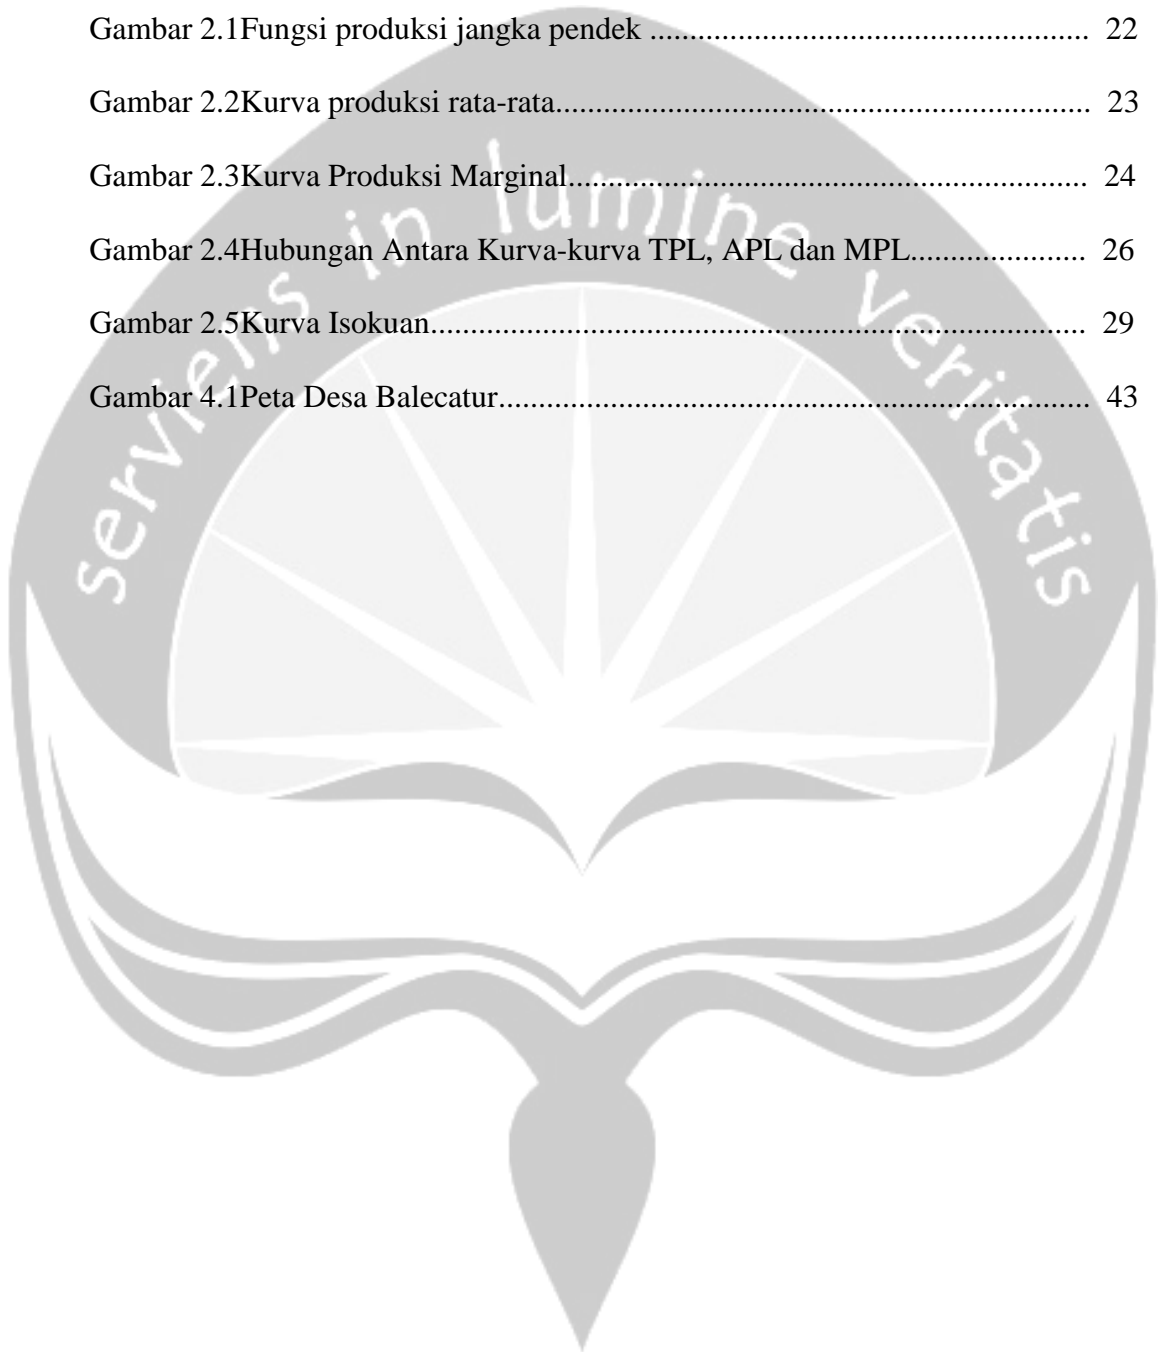 Gambar 2.1Fungsi produksi jangka pendek ....................................................... 22
Gambar 2.2Kurva produksi rata-rata................................................................... 23
Gambar 2.3Kurva Produksi Marginal................................................................. 24
Gambar 2.4Hubungan Antara Kurva-kurva TPL, APL dan MPL...................... 26
Gambar 2.5Kurva Isokuan.................................................................................. 29
Gambar 4.1Peta Desa Balecatur.......................................................................... 43
serviens in lumine veritatis